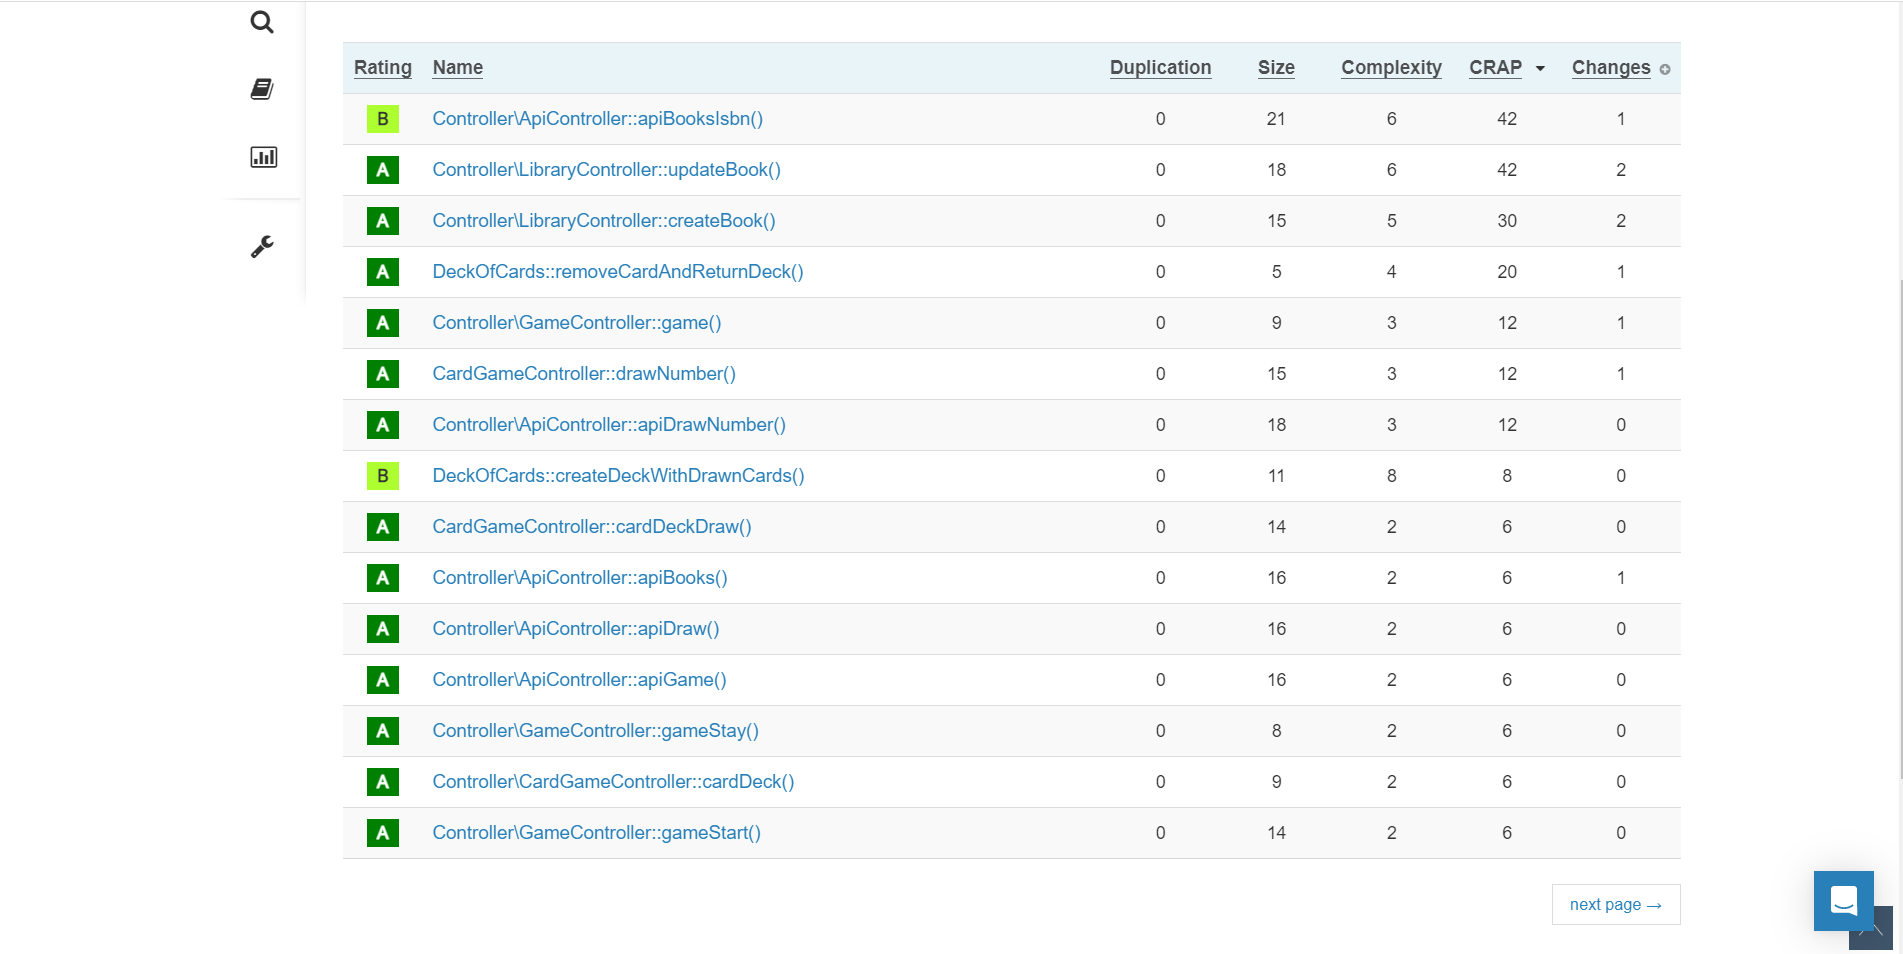 Rating Name Duplication Size Complexity CRAP Changes
B Controller\ApiController::apiBooksIsbn() 0 21 6 42 1
A Controller\LibraryController::updateBook() 0 18 6 42 2
A Controller\LibraryController::createBook() 0 15 5 30 2
A DeckOfCards::removeCardAndReturnDeck() 0 5 4 20 1
A Controller\GameController::game() 0 9 3 12 1
A CardGameController::drawNumber() 0 15 3 12 1
A Controller\ApiController::apiDrawNumber() 0 18 3 12 0
B DeckOfCards::createDeckWithDrawnCards() 0 11 8 8 0
A CardGameController::cardDeckDraw() 0 14 2 6 0
A Controller\ApiController::apiBooks() 0 16 2 6 1
A Controller\ApiController::apiDraw() 0 16 2 6 0
A Controller\ApiController::apiGame() 0 16 2 6 0
A Controller\GameController::gameStay() 0 8 2 6 0
A Controller\CardGameController::cardDeck() 0 9 2 6 0
A Controller\GameController::gameStart() 0 14 2 6 0
next page →